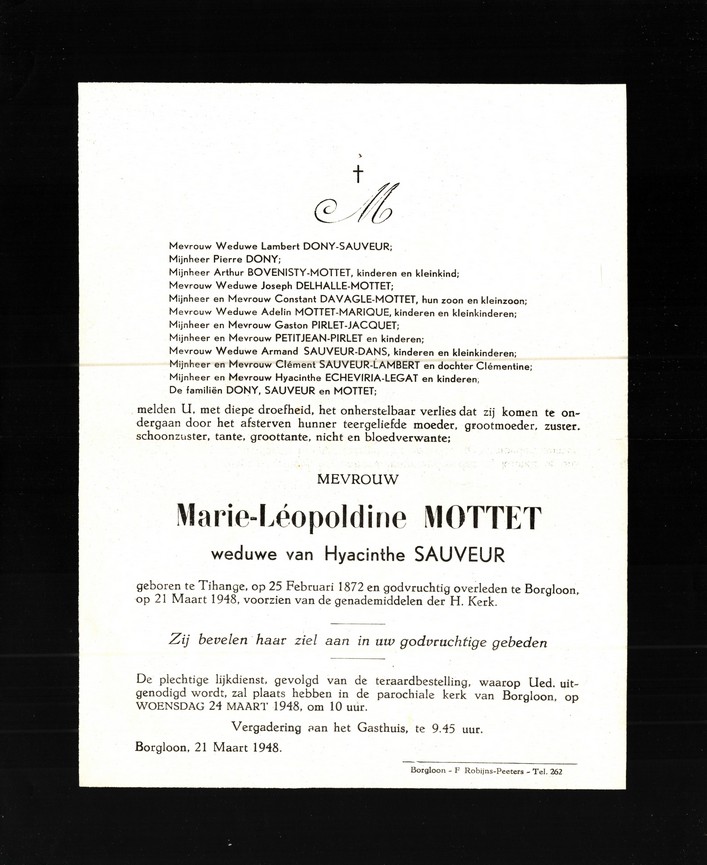 †
M
Mevrouw Weduwe Lambert DONY-SAUVEUR;
Mijnheer Pierre DONY;
Mijnheer Arthur BOVENISTY-MOTTET, kinderen en kleinkind;
Mevrouw Weduwe Joseph DELHALLE-MOTTET;
Mijnheer en Mevrouw Constant DAVAGLE-MOTTET, hun zoon en kleinzoon;
Mevrouw Weduwe Adelin MOTTET-MARIQUE, kinderen en kleinkinderen;
Mijnheer en Mevrouw Gaston PIRLET-JACQUET;
Mijnheer en Mevrouw PETITJEAN-PIRLET en kinderen;
Mevrouw Weduwe Armand SAUVEUR-DANS, kinderen en kleinkinderen;
Mijnheer en Mevrouw Clément SAUVEUR-LAMBERT en dochter Clémentine;
Mijnheer en Mevrouw Hyacinthe ECHEVIRIA-LEGAT en kinderen;
De familiën DONY, SAUVEUR en MOTTET;
melden U, met diepe droefheid, het onherstelbaar verlies dat zij komen te on-
dergaan door het afsterven hunner teergeliefde moeder, grootmoeder, zuster,
schoonzuster, tante, groottante, nicht en bloedverwante;
MEVROUW
Marie-Léopoldine MOTTET
weduwe van Hyacinthe SAUVEUR
geboren te Tihange, op 25 Februari 1872 en godvruchtig overleden te Borgloon,
op 21 Maart 1948, voorzien van de genademiddelen der H. Kerk.
Zij bevelen haar ziel aan in uw godvruchtige gebeden
De plechtige lijkdienst, gevolgd van de teraardbestelling, waarop Ued. uit-
genodigd wordt, zal plaats hebben in de parochiale kerk van Borgloon, op
WOENSDAG 24 MAART 1948, om 10 uur.
Vergadering aan het Gasthuis, te 9.45 uur.
Borgloon, 21 Maart 1948.
Borgloon - F Robijns-Peeters - Tel. 262